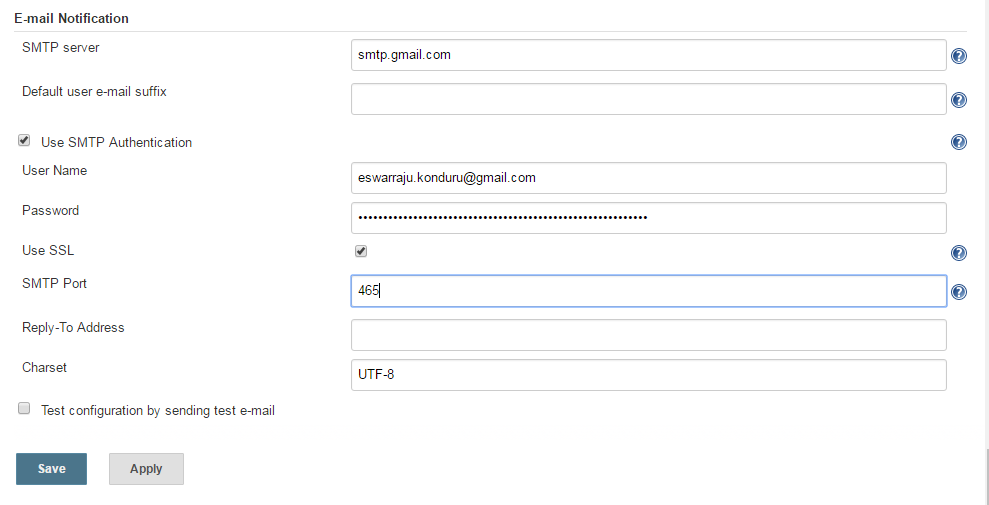 E-mail Notification
SMTP server
smtp.gmail.com
Default user e-mail suffix
Use SMTP Authentication
User Name
eswarraju.konduru@gmail.com
Password
••••••••••••••••••••••••••••••••••••••••••••••••••••••••••
Use SSL
SMTP Port
465
Reply-To Address
Charset
UTF-8
Test configuration by sending test e-mail
Save
Apply